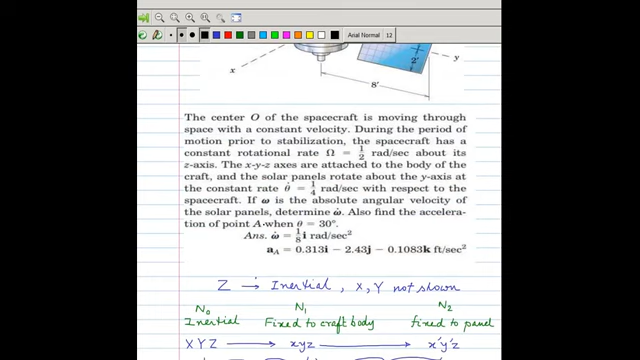 Arial Normal 12
x
y
2'
8'
The center O of the spacecraft is moving through
space with a constant velocity. During the period of
motion prior to stabilization, the spacecraft has a
constant rotational rate Ω = 1/2 rad/sec about its
z-axis. The x-y-z axes are attached to the body of the
craft, and the solar panels rotate about the y-axis at
the constant rate θ̇ = 1/4 rad/sec with respect to the
spacecraft. If ω is the absolute angular velocity of
the solar panels, determine ω̇. Also find the accelera-
tion of point A when θ = 30°.
Ans. ω̇ = 1/8 i rad/sec²
a_A = 0.313i − 2.43j − 0.1083k ft/sec²
Z → Inertial, X, Y not shown
N₀ N₁ N₂
Inertial Fixed to craft body fixed to panel
XYZ → xyz → x'y'z